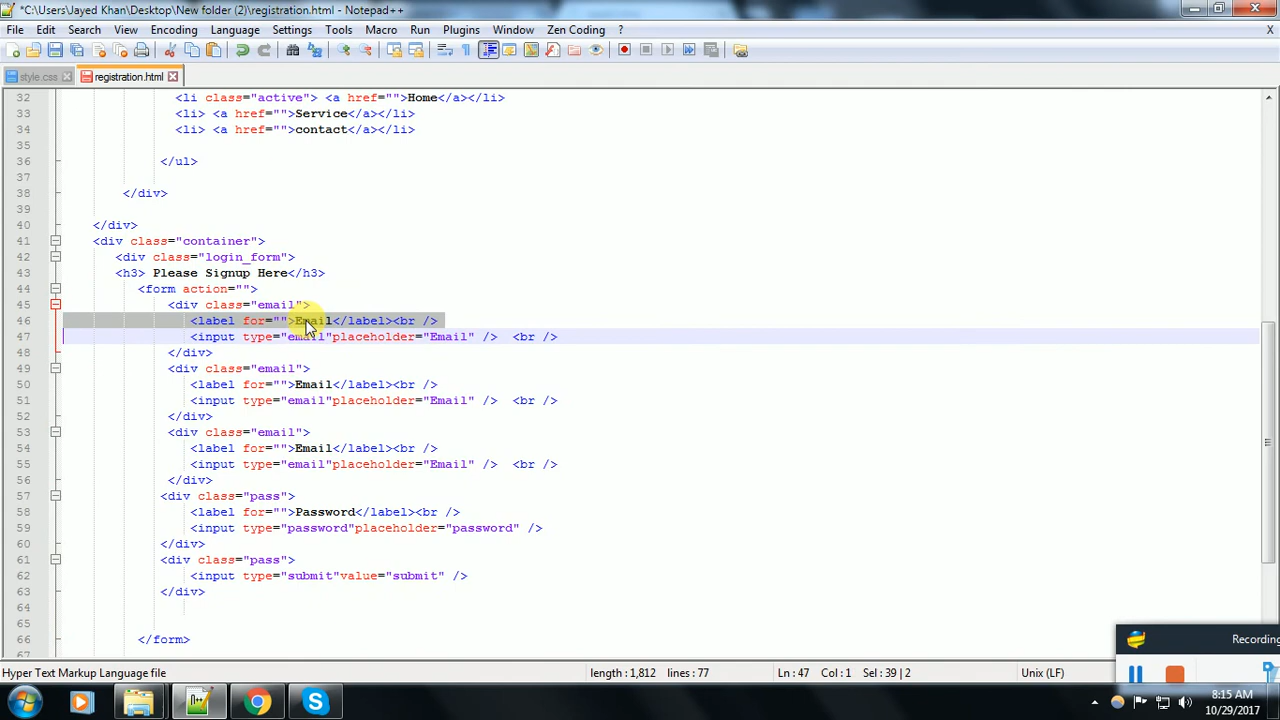 *C:\Users\Jayed Khan\Desktop\New folder (2)\registration.html - Notepad++
File Edit Search View Encoding Language Settings Tools Macro Run Plugins Window Zen Coding ? X
style.css registration.html
32 <li class="active"> <a href="">Home</a></li>
33 <li> <a href="">Service</a></li>
34 <li> <a href="">contact</a></li>
35
36 </ul>
37
38 </div>
39
40 </div>
41 <div class="container">
42 <div class="login_form">
43 <h3> Please Signup Here</h3>
44 <form action="">
45 <div class="email">
46 <label for="">Email</label><br />
47 <input type="email"placeholder="Email" /> <br />
48 </div>
49 <div class="email">
50 <label for="">Email</label><br />
51 <input type="email"placeholder="Email" /> <br />
52 </div>
53 <div class="email">
54 <label for="">Email</label><br />
55 <input type="email"placeholder="Email" /> <br />
56 </div>
57 <div class="pass">
58 <label for="">Password</label><br />
59 <input type="password"placeholder="password" />
60 </div>
61 <div class="pass">
62 <input type="submit"value="submit" />
63 </div>
64
65
66 </form>
67
Recording
Hyper Text Markup Language file length : 1,812 lines : 77 Ln : 47 Col : 1 Sel : 39 | 2 Unix (LF)
8:15 AM
10/29/2017